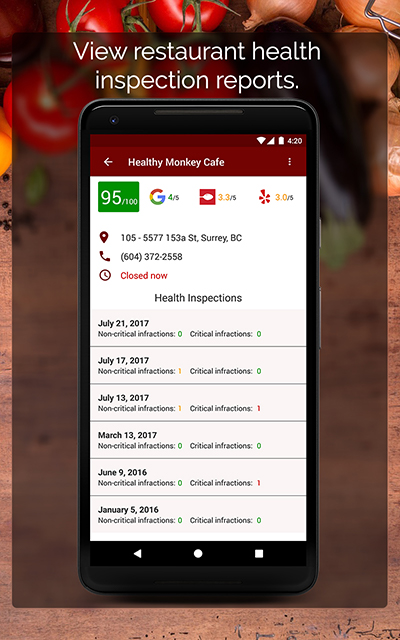 View restaurant health
inspection reports.
4:20
Healthy Monkey Cafe
95/100 4/5 3.3/5 3.0/5
105 - 5577 153a St, Surrey, BC
(604) 372-2558
Closed now
Health Inspections
July 21, 2017
Non-critical infractions: 0 Critical infractions: 0
July 17, 2017
Non-critical infractions: 1 Critical infractions: 0
July 13, 2017
Non-critical infractions: 1 Critical infractions: 1
March 13, 2017
Non-critical infractions: 0 Critical infractions: 0
June 9, 2016
Non-critical infractions: 0 Critical infractions: 1
January 5, 2016
Non-critical infractions: 0 Critical infractions: 0